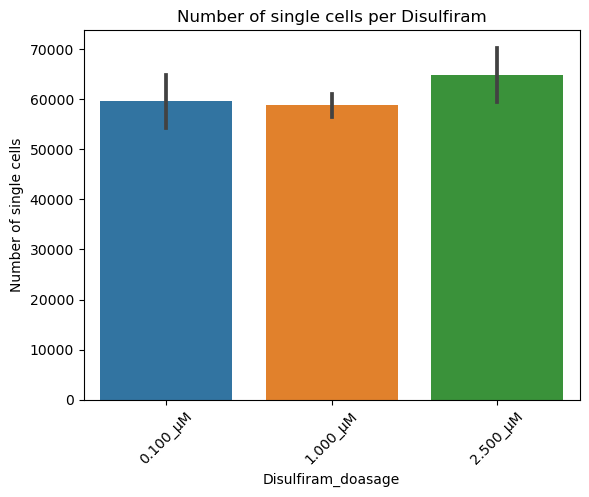 Number of single cells per Disulfiram
70000
60000
50000
40000
30000
20000
10000
0
Number of single cells
0.100_μM
1.000_μM
2.500_μM
Disulfiram_doasage